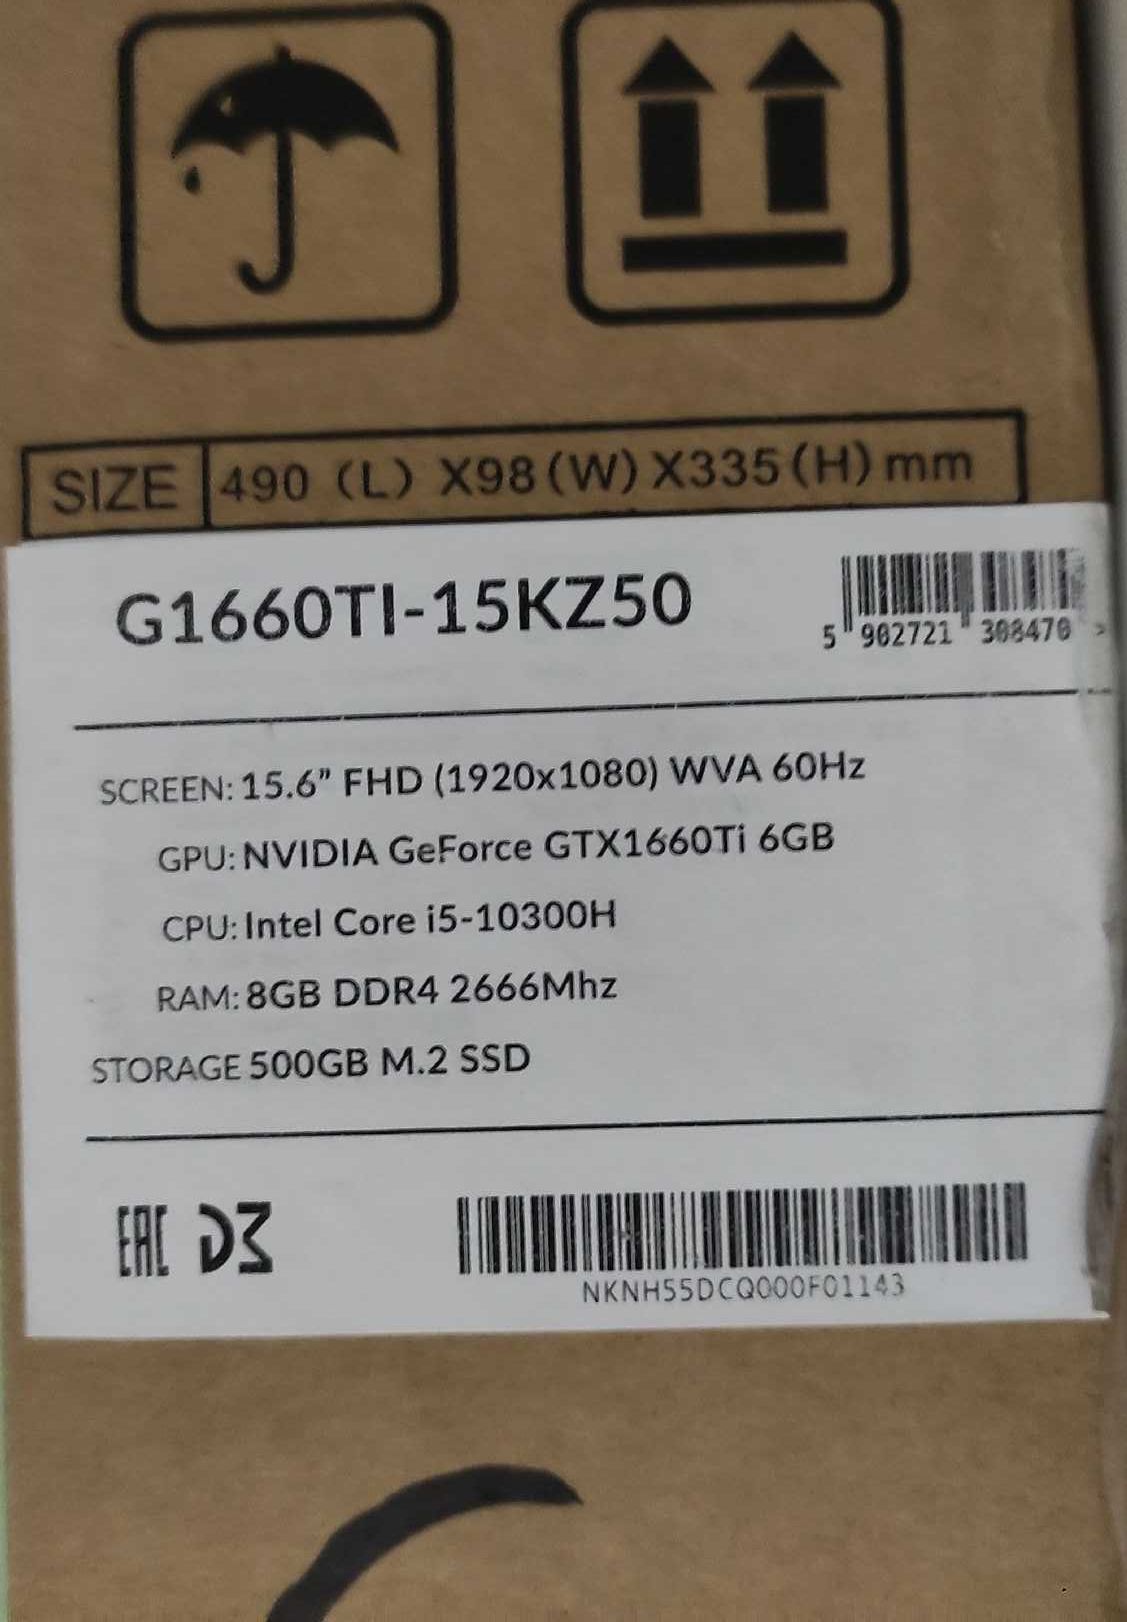 SIZE 490 (L) X98(W)X335(H)mm
G1660TI-15KZ50
5 902721 308470 >
SCREEN: 15.6" FHD (1920x1080) WVA 60Hz
GPU: NVIDIA GeForce GTX1660Ti 6GB
CPU: Intel Core i5-10300H
RAM: 8GB DDR4 2666Mhz
STORAGE 500GB M.2 SSD
EAC
NKNH55DCQ000F01143